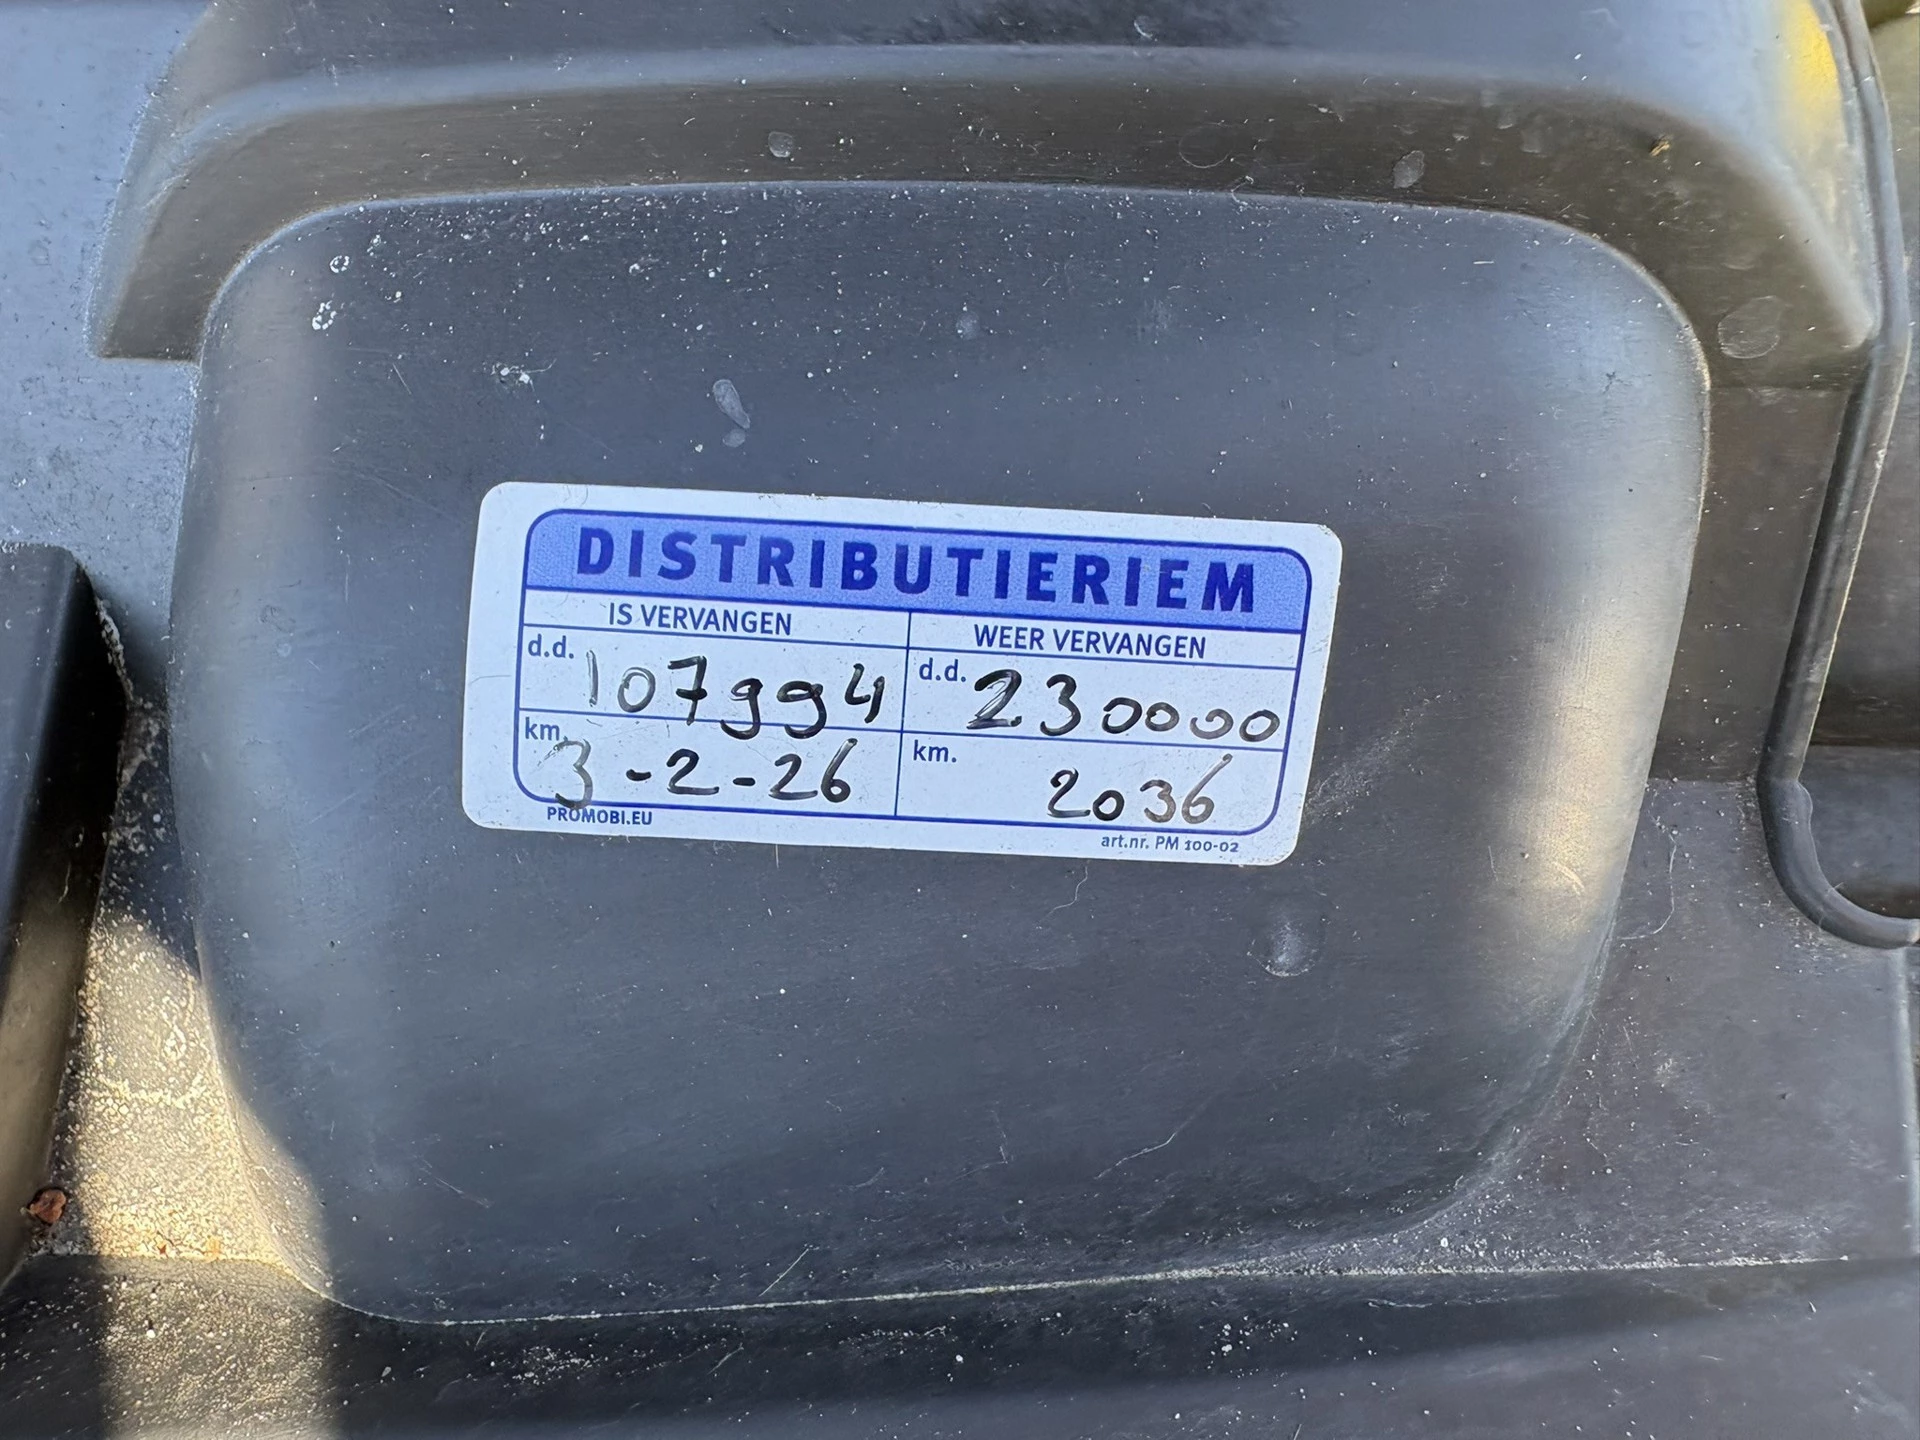 DISTRIBUTIERIEM
IS VERVANGEN
WEER VERVANGEN
d.d. 107994
d.d. 230000
km. 3-2-26
km. 2036
PROMOBI.EU
art.nr. PM 100-02